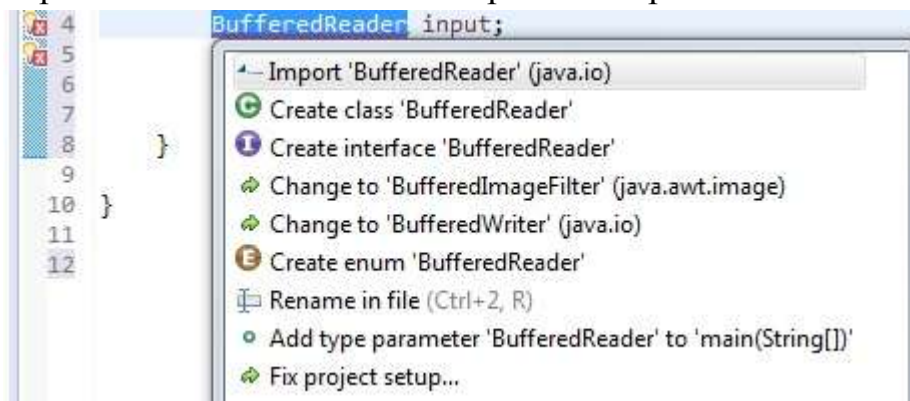 4 BufferedReader input;
5
Import 'BufferedReader' (java.io)
6
Create class 'BufferedReader'
7
8 }
Create interface 'BufferedReader'
9
Change to 'BufferedImageFilter' (java.awt.image)
10 }
Change to 'BufferedWriter' (java.io)
11
12
Create enum 'BufferedReader'
Rename in file (Ctrl+2, R)
Add type parameter 'BufferedReader' to 'main(String[])'
Fix project setup...